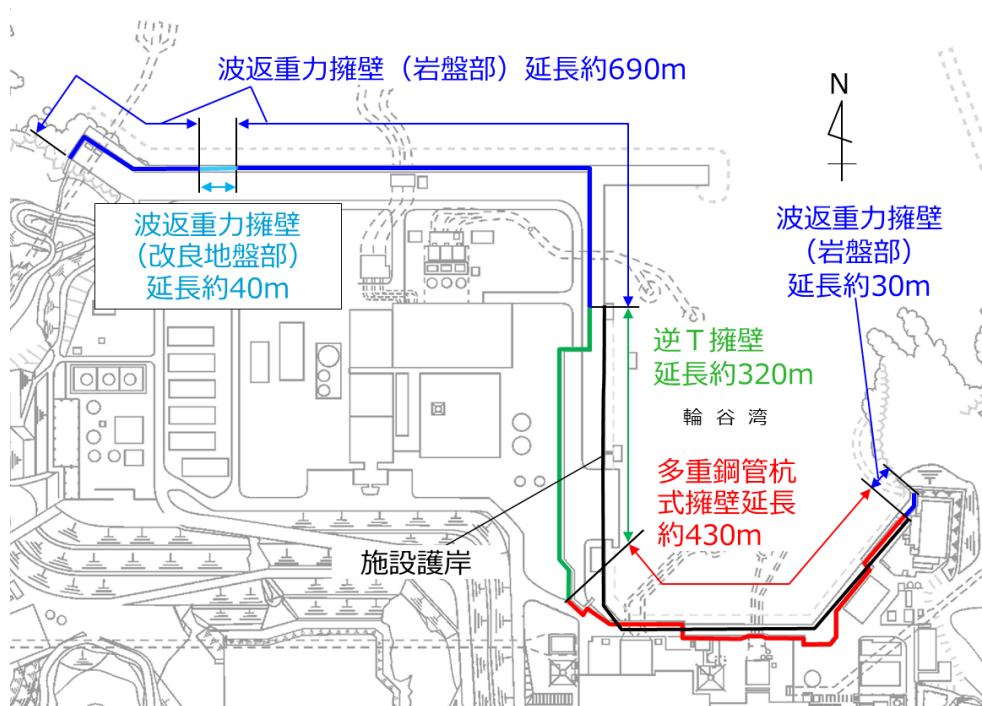 波返重力擁壁（岩盤部）延長約690m
N
波返重力擁壁
（改良地盤部）
延長約40m
波返重力擁壁
（岩盤部）
延長約30m
逆Ｔ擁壁
延長約320m
輪谷湾
多重鋼管杭
式擁壁延長
約430m
施設護岸